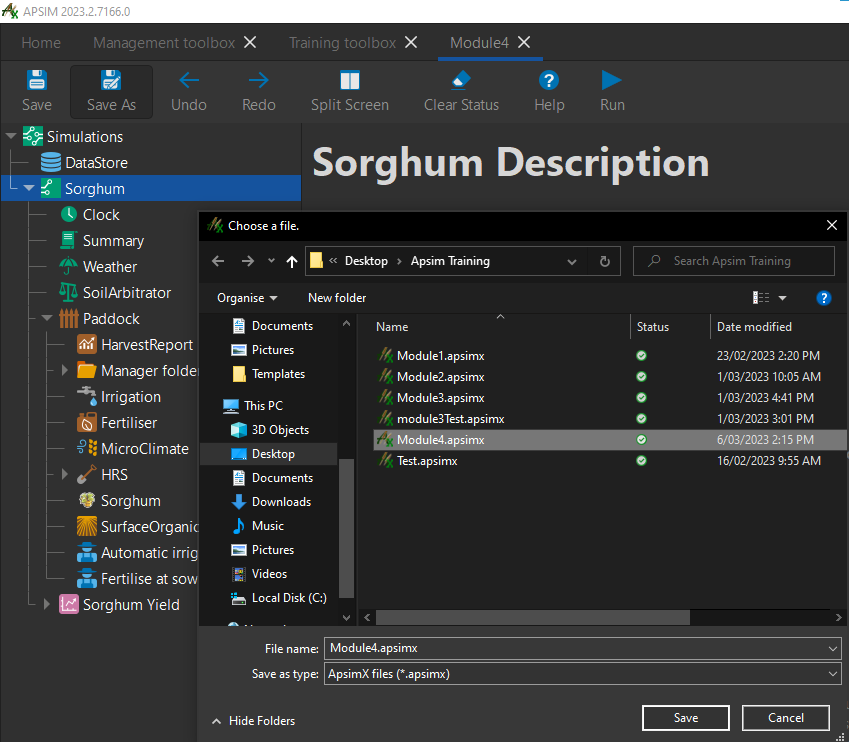 APSIM 2023.2.7166.0
Home Management toolbox Training toolbox Module4
Save Save As Undo Redo Split Screen Clear Status Help Run
Simulations
DataStore
Sorghum
Clock
Summary
Weather
SoilArbitrator
Paddock
HarvestReport
Manager folde
Irrigation
Fertiliser
MicroClimate
HRS
Sorghum
SurfaceOrganic
Automatic irrig
Fertilise at sow
Sorghum Yield
Sorghum Description
Choose a file.
« Desktop › Apsim Training
Search Apsim Training
Organise New folder
Documents
Pictures
Templates
This PC
3D Objects
Desktop
Documents
Downloads
Music
Pictures
Videos
Local Disk (C:)
Name Status Date modified
Module1.apsimx 23/02/2023 2:20 PM
Module2.apsimx 1/03/2023 10:05 AM
Module3.apsimx 1/03/2023 4:41 PM
module3Test.apsimx 1/03/2023 3:01 PM
Module4.apsimx 6/03/2023 2:15 PM
Test.apsimx 16/02/2023 9:55 AM
File name: Module4.apsimx
Save as type: ApsimX files (*.apsimx)
Hide Folders
Save Cancel